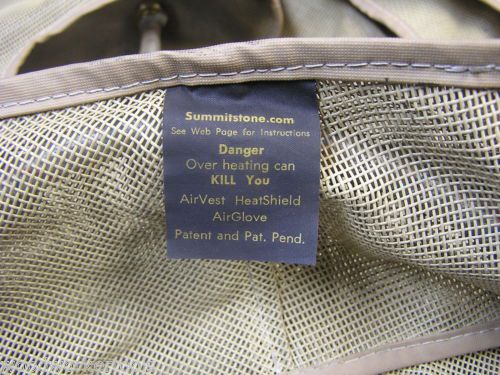 Summitstone.com
See Web Page for Instructions
Danger
Over heating can
KILL You
AirVest HeatShield
AirGlove
Patent and Pat. Pend.